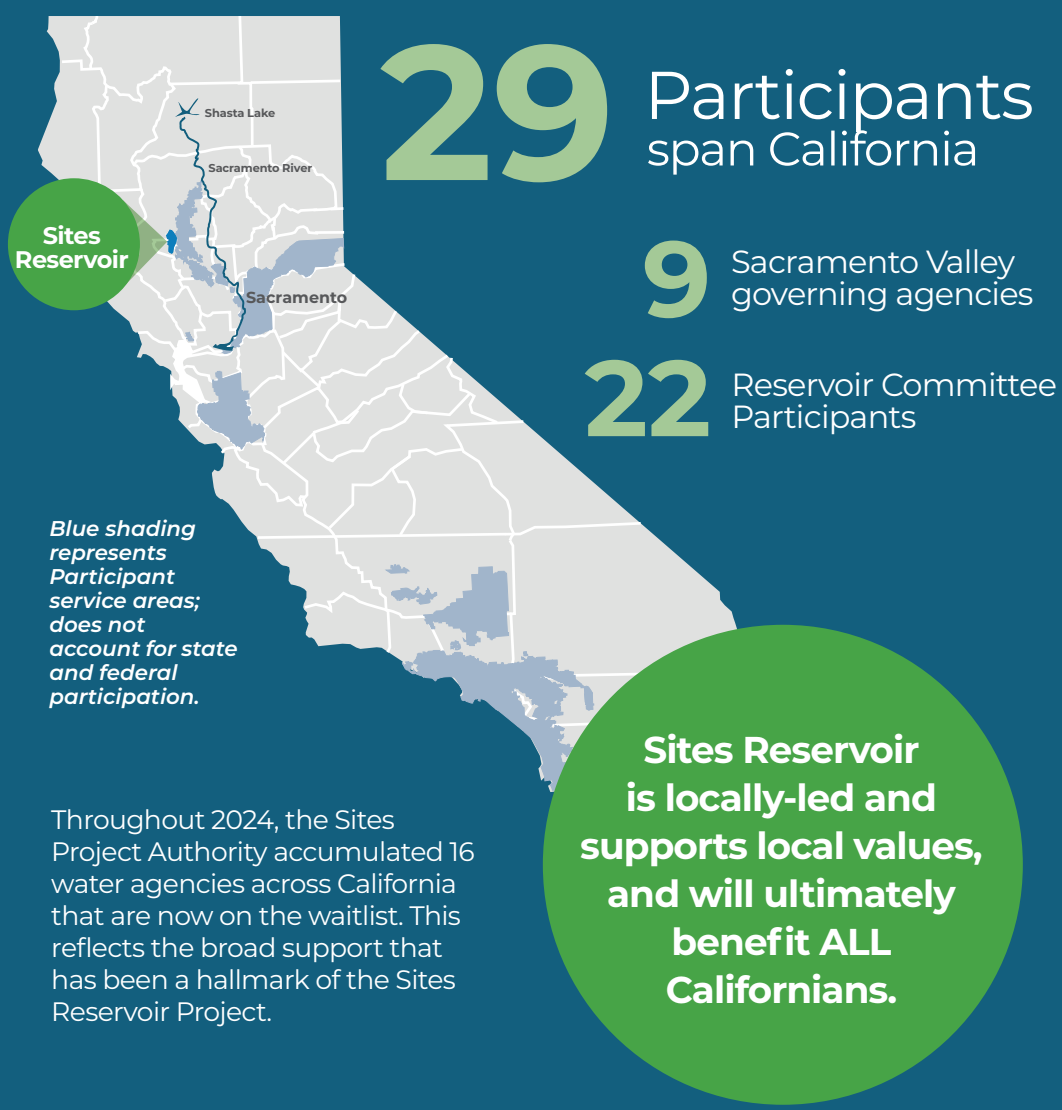 29
Participants
span California
Shasta Lake
Sacramento River
Sites
Reservoir
Sacramento
9
Sacramento Valley
governing agencies
22
Reservoir Committee
Participants
Blue shading
represents
Participant
service areas;
does not
account for state
and federal
participation.
Throughout 2024, the Sites
Project Authority accumulated 16
water agencies across California
that are now on the waitlist. This
reflects the broad support that
has been a hallmark of the Sites
Reservoir Project.
Sites Reservoir
is locally-led and
supports local values,
and will ultimately
benefit ALL
Californians.